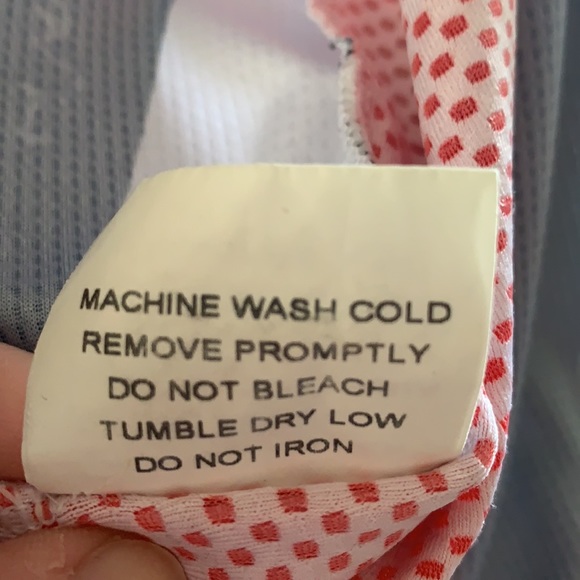 MACHINE WASH COLD
REMOVE PROMPTLY
DO NOT BLEACH
TUMBLE DRY LOW
DO NOT IRON